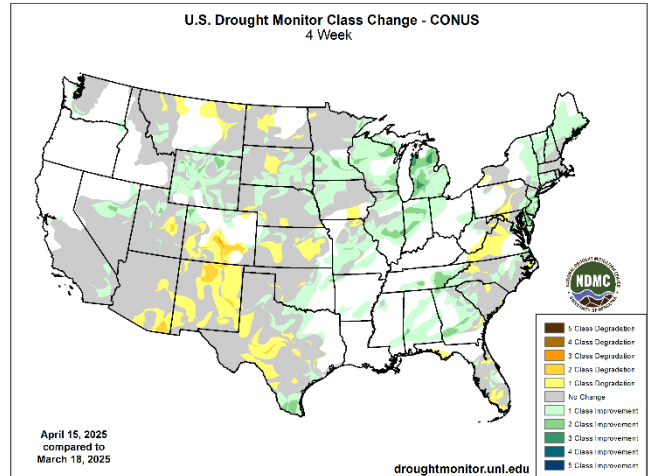 U.S. Drought Monitor Class Change - CONUS
4 Week
NDMC
5 Class Degradation
4 Class Degradation
3 Class Degradation
2 Class Degradation
1 Class Degradation
No Change
1 Class Improvement
2 Class Improvement
3 Class Improvement
4 Class Improvement
5 Class Improvement
April 15, 2025
compared to
March 18, 2025
droughtmonitor.unl.edu